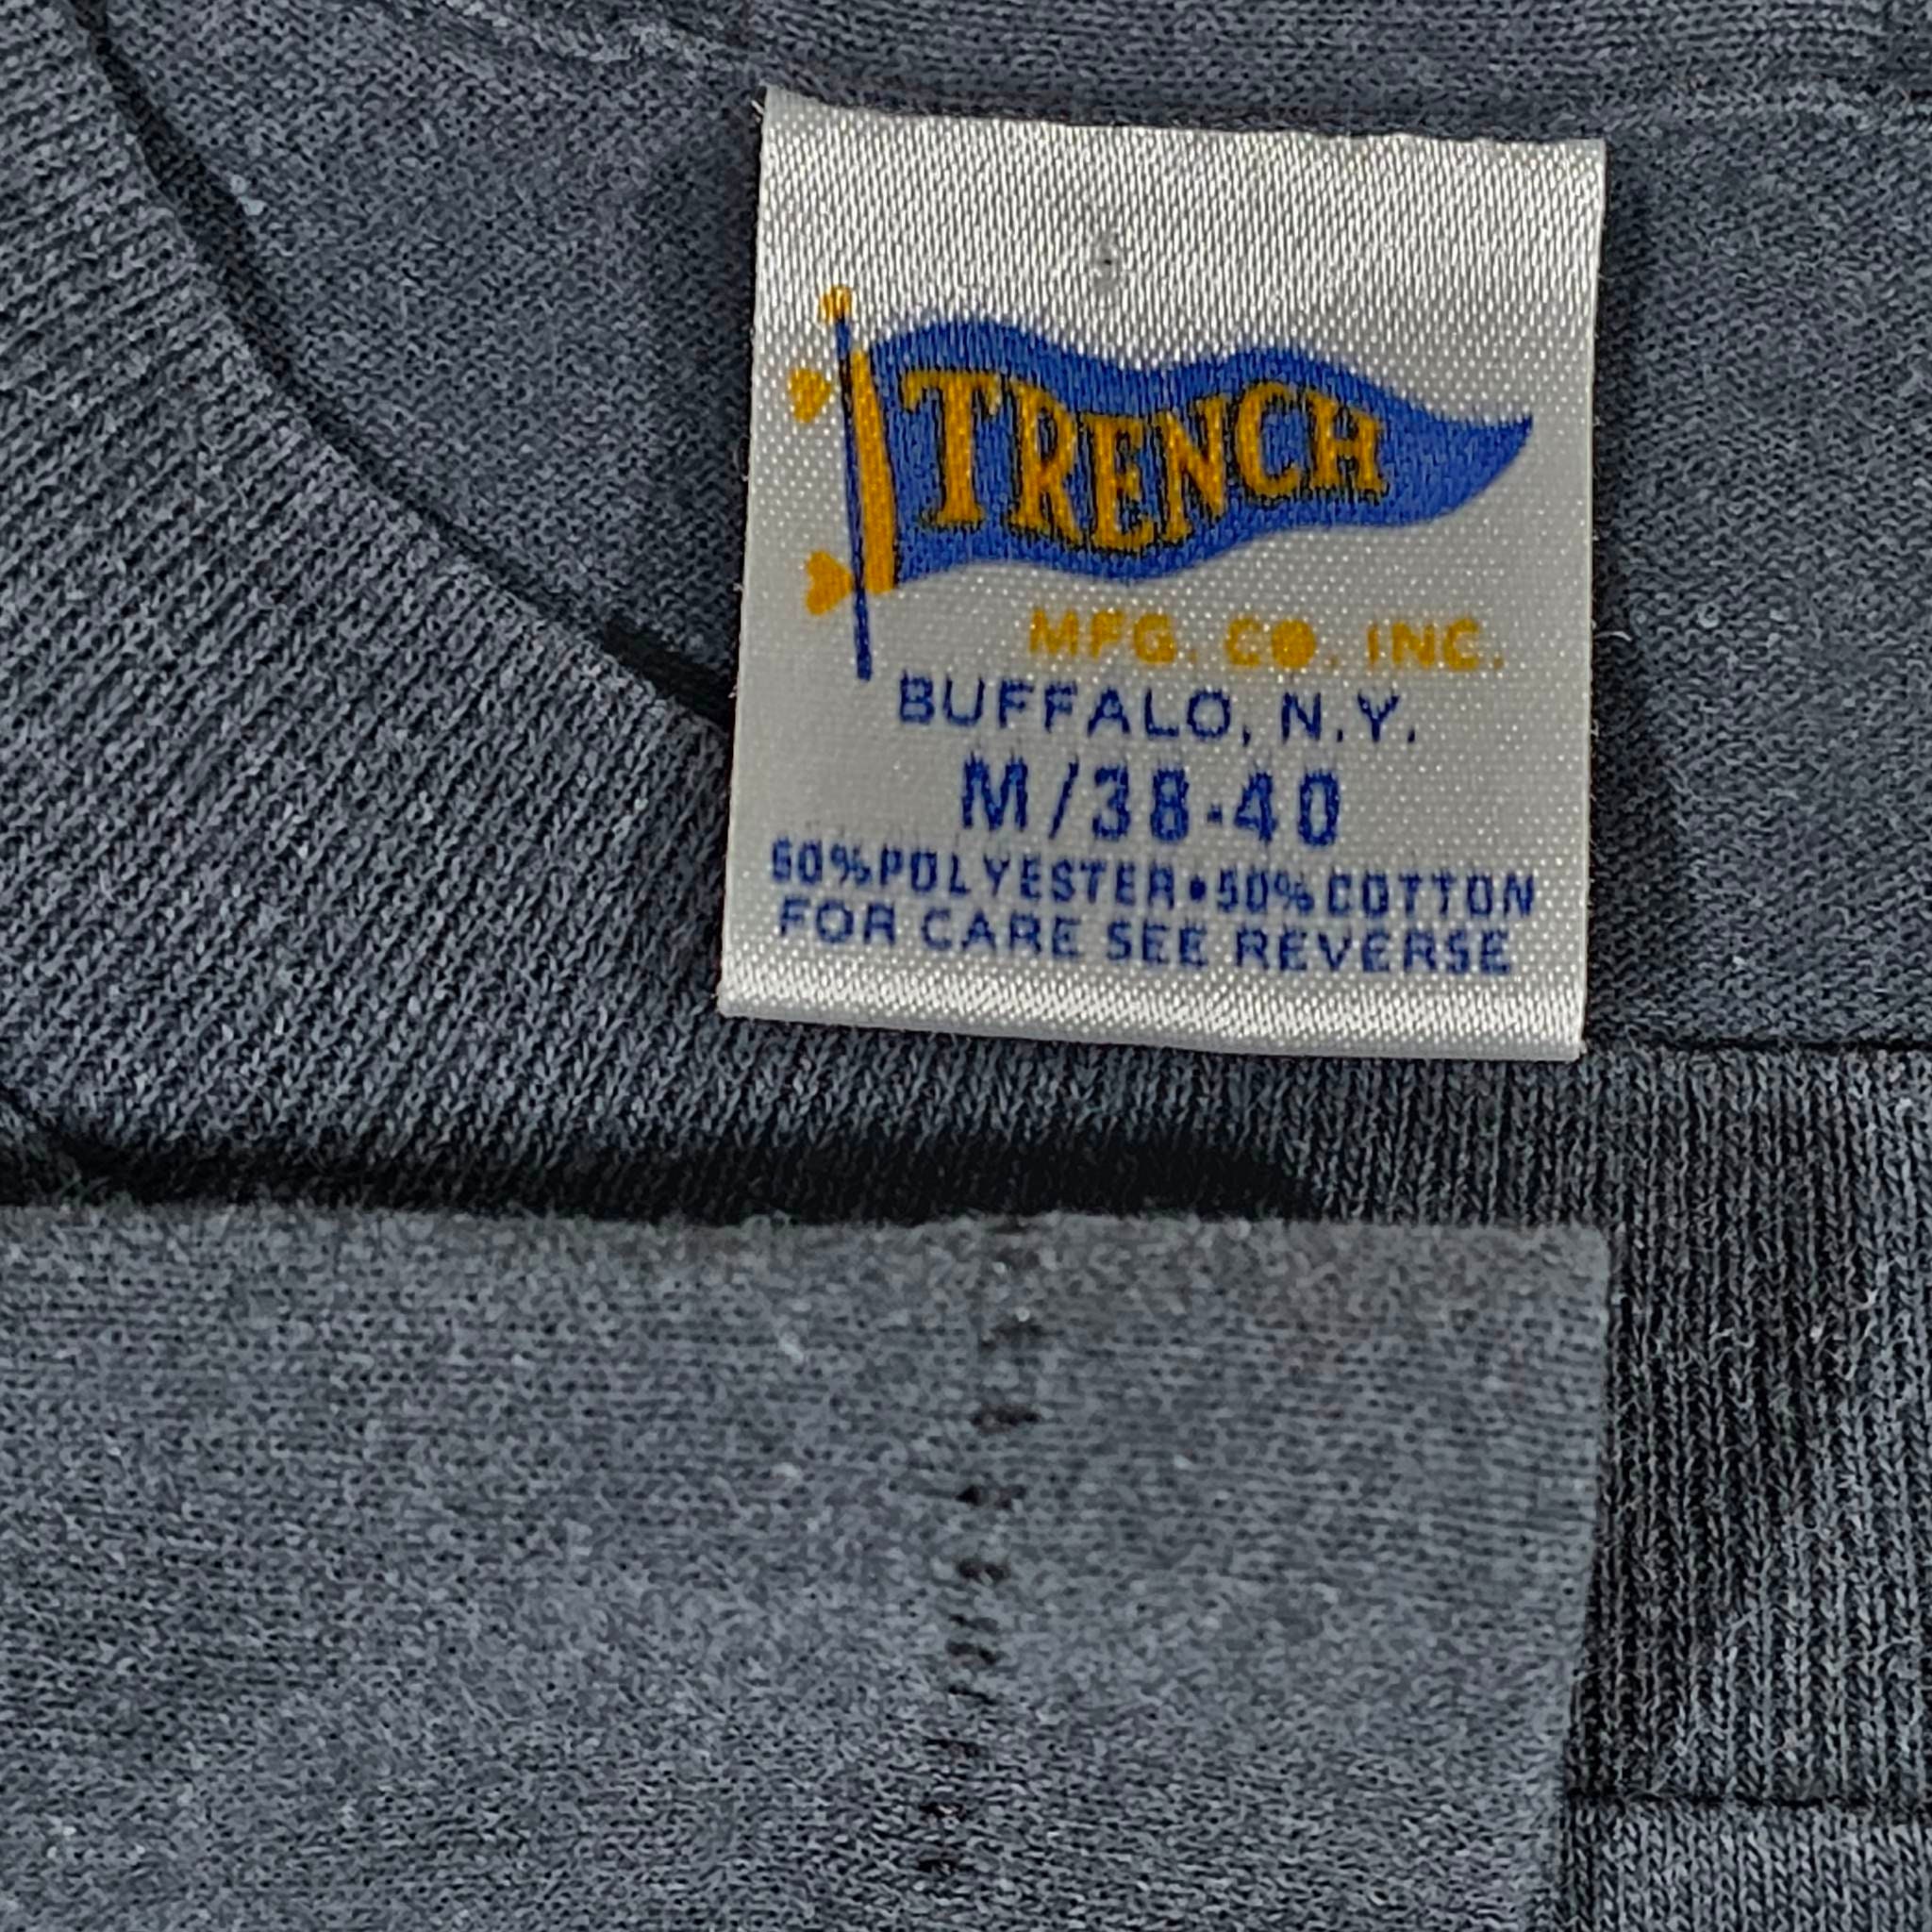 TRENCH
MFG. CO. INC.
BUFFALO, N.Y.
M/38-40
50%POLYESTER•50%COTTON
FOR CARE SEE REVERSE